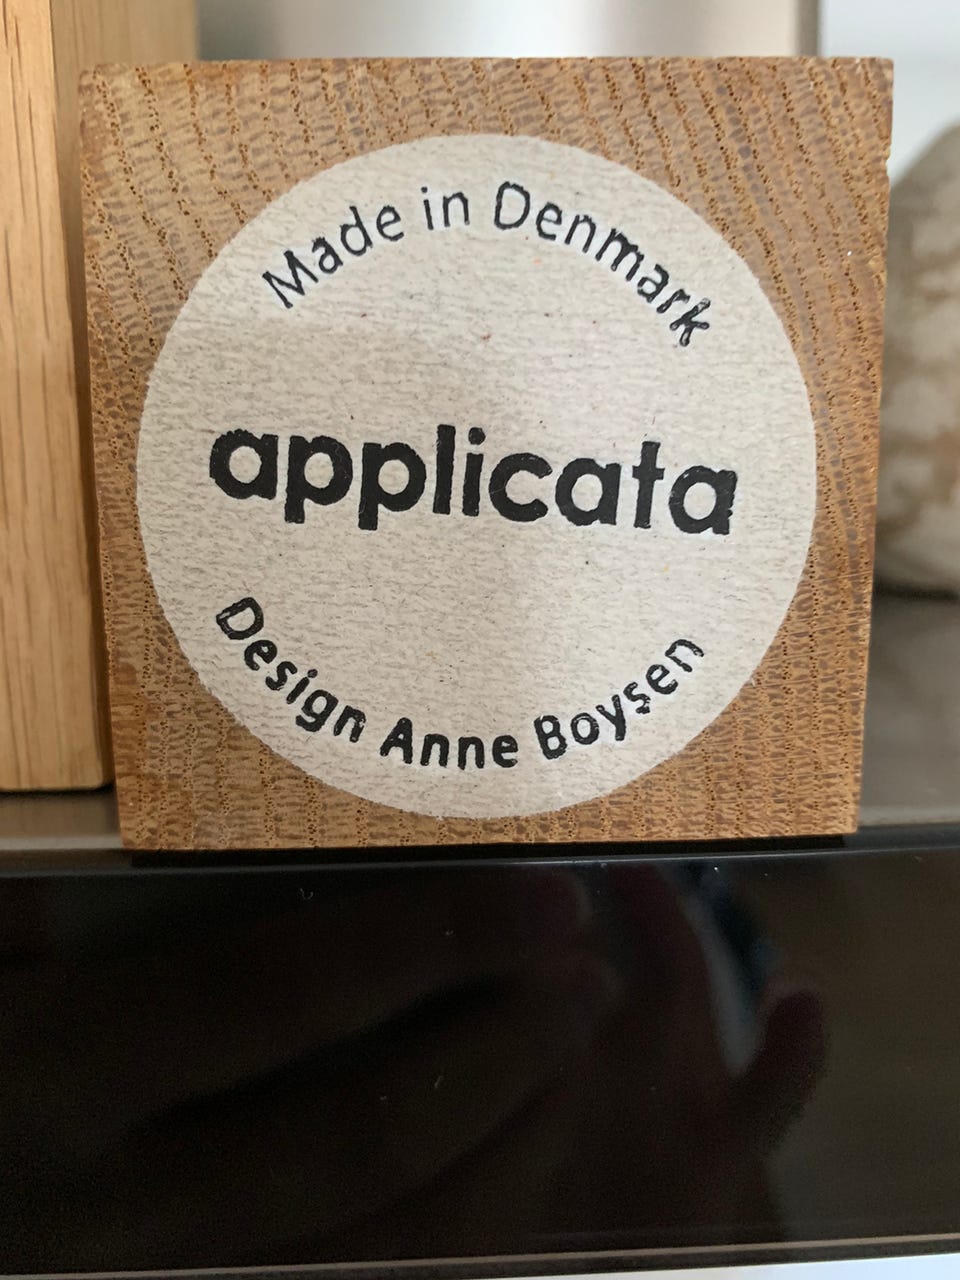 Made in Denmark
applicata
Design Anne Boysen